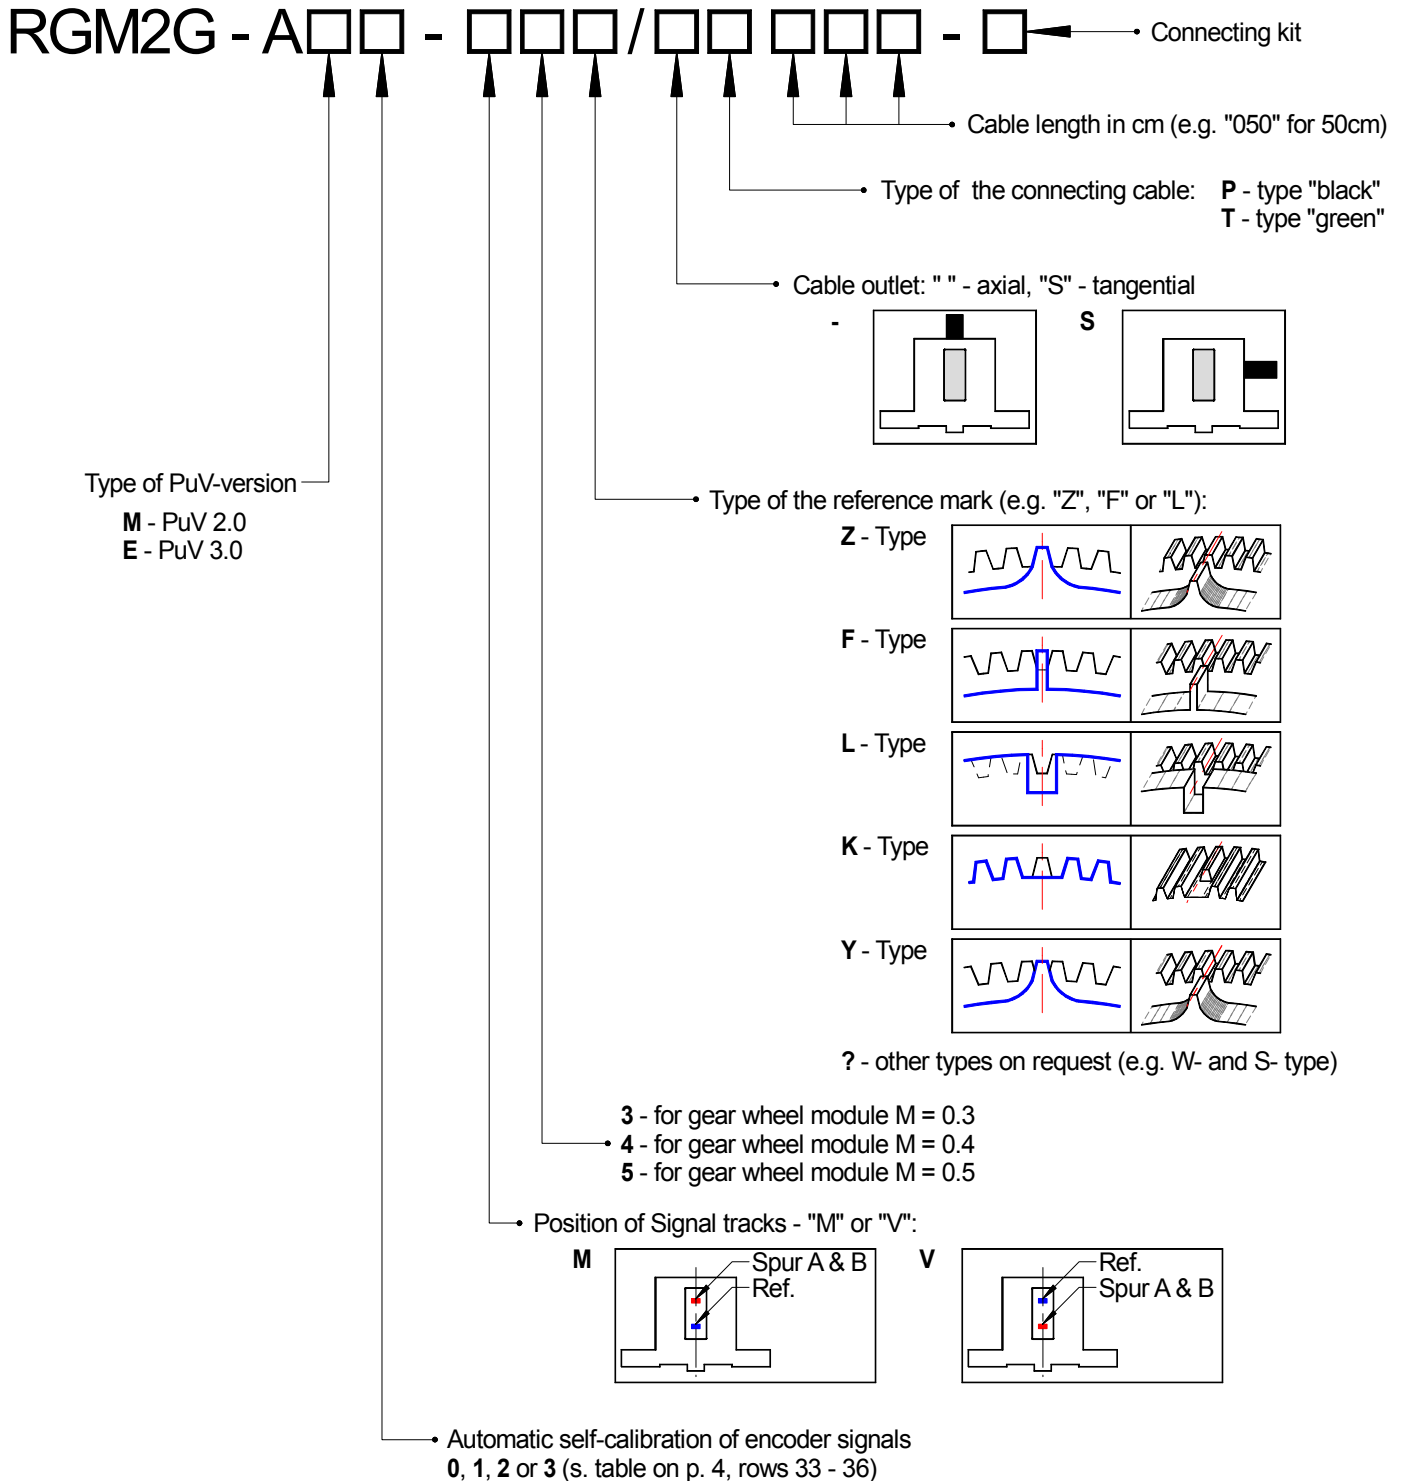 RGM2G - A□□ - □□□/□□ □□□ - □
Connecting kit
Cable length in cm (e.g. "050" for 50cm)
Type of  the connecting cable:   P - type "black"
T - type "green"
Cable outlet: " " - axial, "S" - tangential
-   S
Type of PuV-version
M - PuV 2.0
E - PuV 3.0
Type of the reference mark (e.g. "Z", "F" or "L"):
Z - Type
F - Type
L - Type
K - Type
Y - Type
? - other types on request (e.g. W- and S- type)
3 - for gear wheel module M = 0.3
4 - for gear wheel module M = 0.4
5 - for gear wheel module M = 0.5
Position of Signal tracks - "M" or "V":
M
Spur A & B
Ref.
V
Ref.
Spur A & B
Automatic self-calibration of encoder signals
0, 1, 2 or 3 (s. table on p. 4, rows 33 - 36)